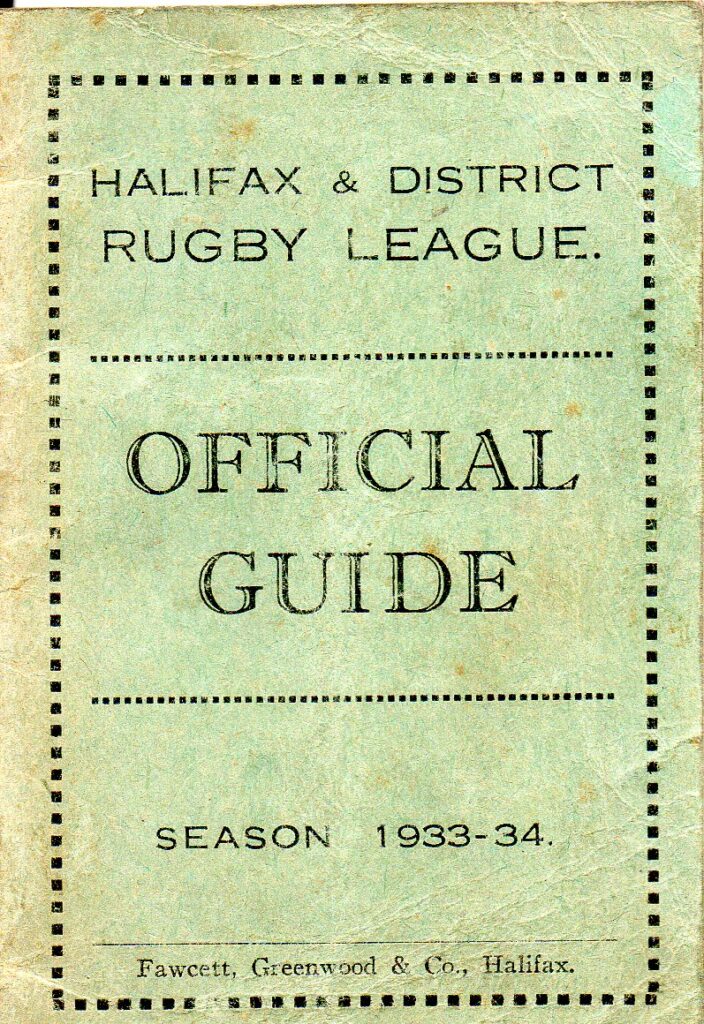 HALIFAX & DISTRICT
RUGBY LEAGUE.
OFFICIAL
GUIDE
SEASON 1933-34.
Fawcett, Greenwood & Co., Halifax.